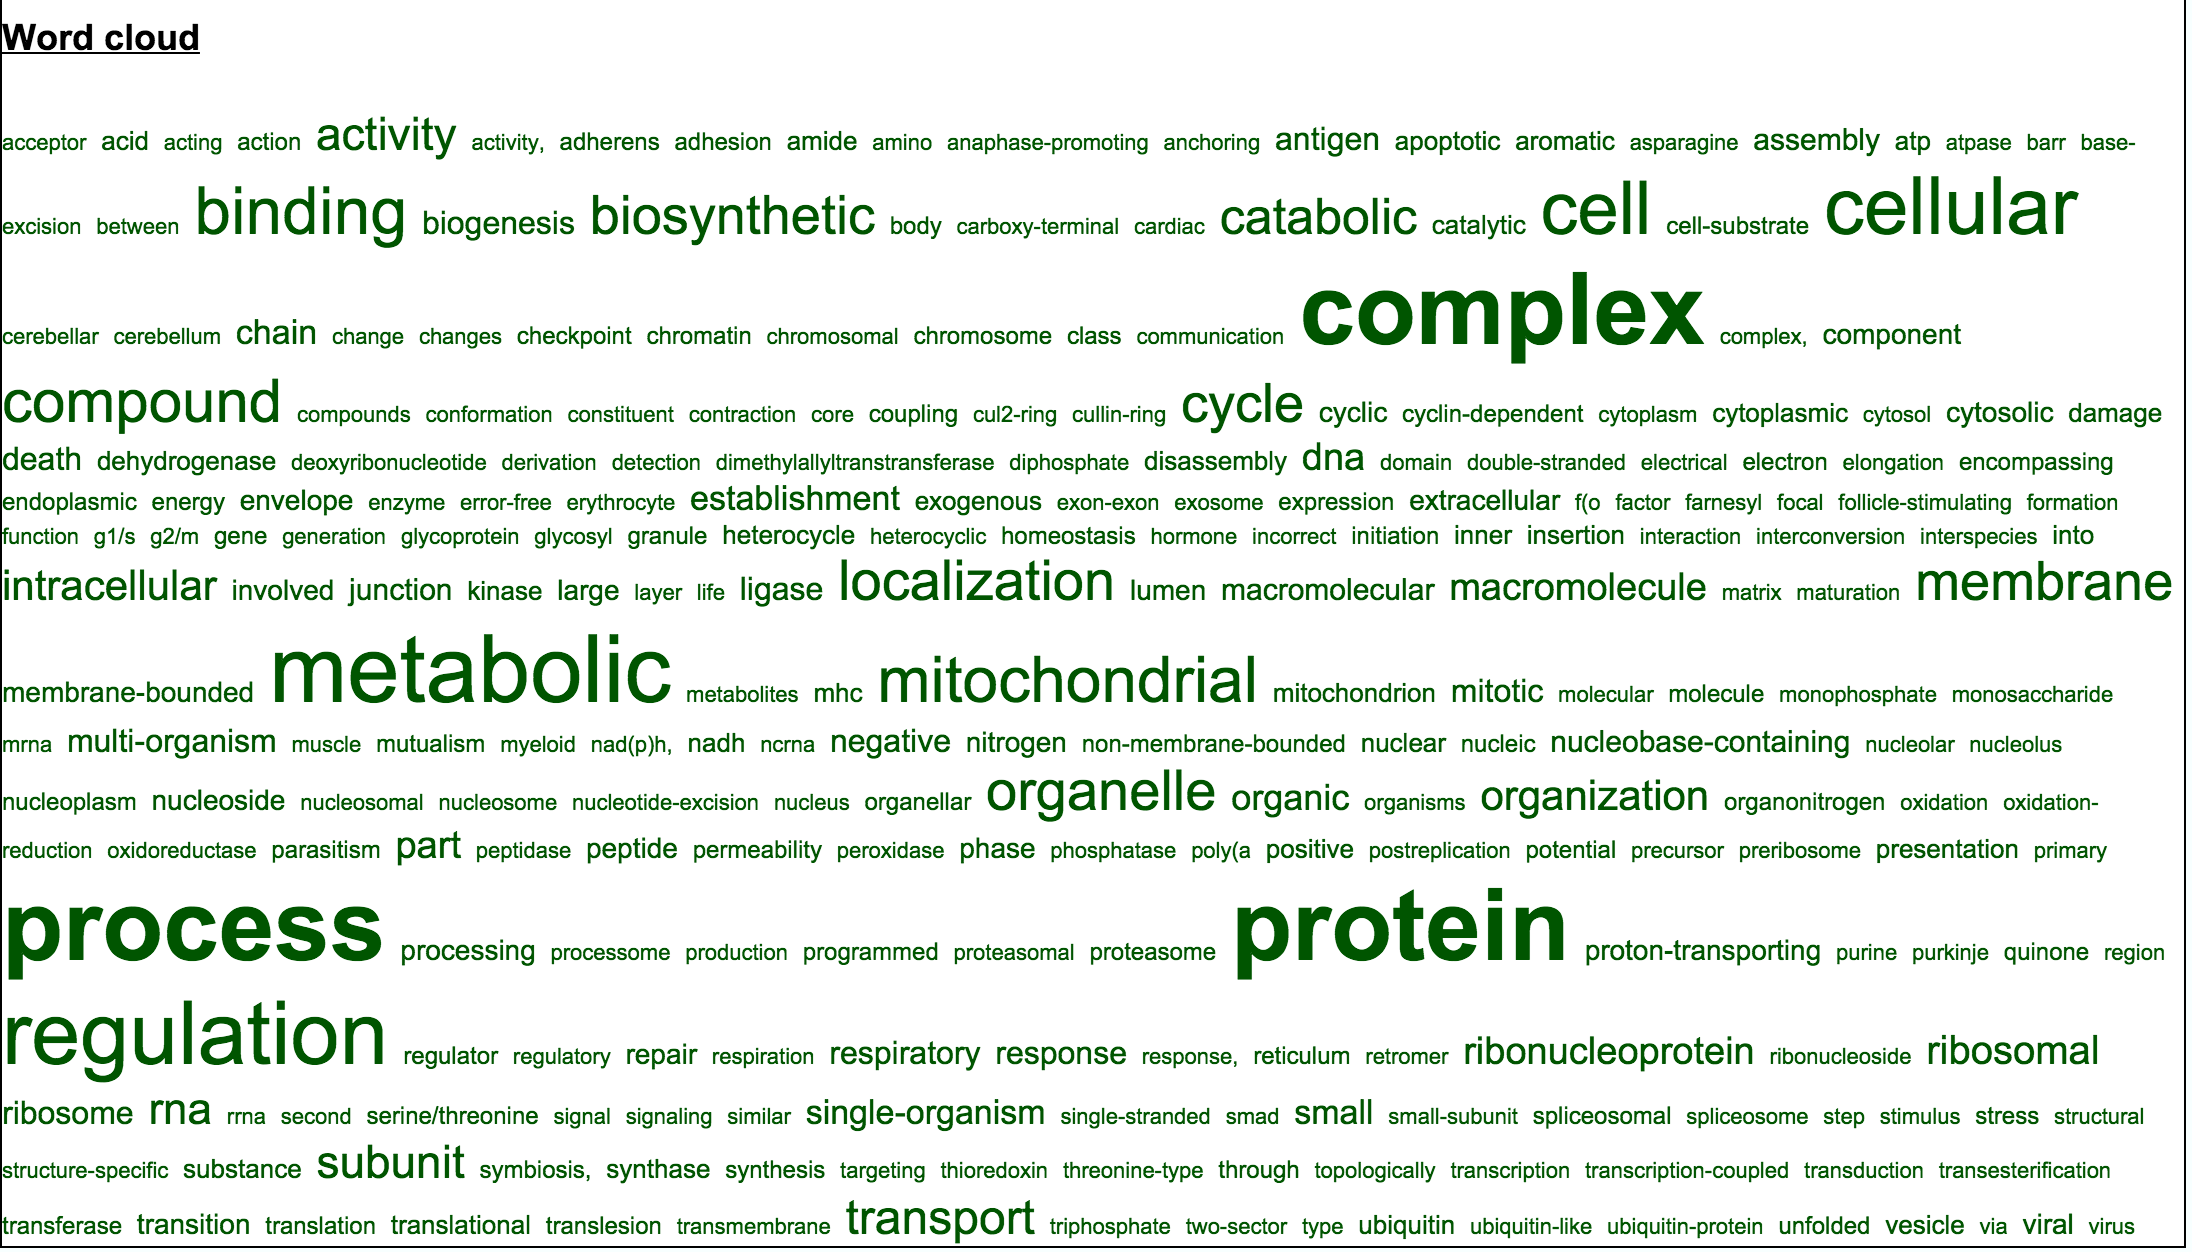 Word cloud
acceptor acid acting action activity activity, adherens adhesion amide amino anaphase-promoting anchoring antigen apoptotic aromatic asparagine assembly atp atpase barr base-
excision between binding biogenesis biosynthetic body carboxy-terminal cardiac catabolic catalytic cell cell-substrate cellular
cerebellar cerebellum chain change changes checkpoint chromatin chromosomal chromosome class communication complex complex, component
compound compounds conformation constituent contraction core coupling cul2-ring cullin-ring cycle cyclic cyclin-dependent cytoplasm cytoplasmic cytosol cytosolic damage
death dehydrogenase deoxyribonucleotide derivation detection dimethylallyltranstransferase diphosphate disassembly dna domain double-stranded electrical electron elongation encompassing
endoplasmic energy envelope enzyme error-free erythrocyte establishment exogenous exon-exon exosome expression extracellular f(o factor farnesyl focal follicle-stimulating formation
function g1/s g2/m gene generation glycoprotein glycosyl granule heterocycle heterocyclic homeostasis hormone incorrect initiation inner insertion interaction interconversion interspecies into
intracellular involved junction kinase large layer life ligase localization lumen macromolecular macromolecule matrix maturation membrane
membrane-bounded metabolic metabolites mhc mitochondrial mitochondrion mitotic molecular molecule monophosphate monosaccharide
mrna multi-organism muscle mutualism myeloid nad(p)h, nadh ncrna negative nitrogen non-membrane-bounded nuclear nucleic nucleobase-containing nucleolar nucleolus
nucleoplasm nucleoside nucleosomal nucleosome nucleotide-excision nucleus organellar organelle organic organisms organization organonitrogen oxidation oxidation-
reduction oxidoreductase parasitism part peptidase peptide permeability peroxidase phase phosphatase poly(a positive postreplication potential precursor preribosome presentation primary
process processing processome production programmed proteasomal proteasome protein proton-transporting purine purkinje quinone region
regulation regulator regulatory repair respiration respiratory response response, reticulum retromer ribonucleoprotein ribonucleoside ribosomal
ribosome rna rrna second serine/threonine signal signaling similar single-organism single-stranded smad small small-subunit spliceosomal spliceosome step stimulus stress structural
structure-specific substance subunit symbiosis, synthase synthesis targeting thioredoxin threonine-type through topologically transcription transcription-coupled transduction transesterification
transferase transition translation translational translesion transmembrane transport triphosphate two-sector type ubiquitin ubiquitin-like ubiquitin-protein unfolded vesicle via viral virus